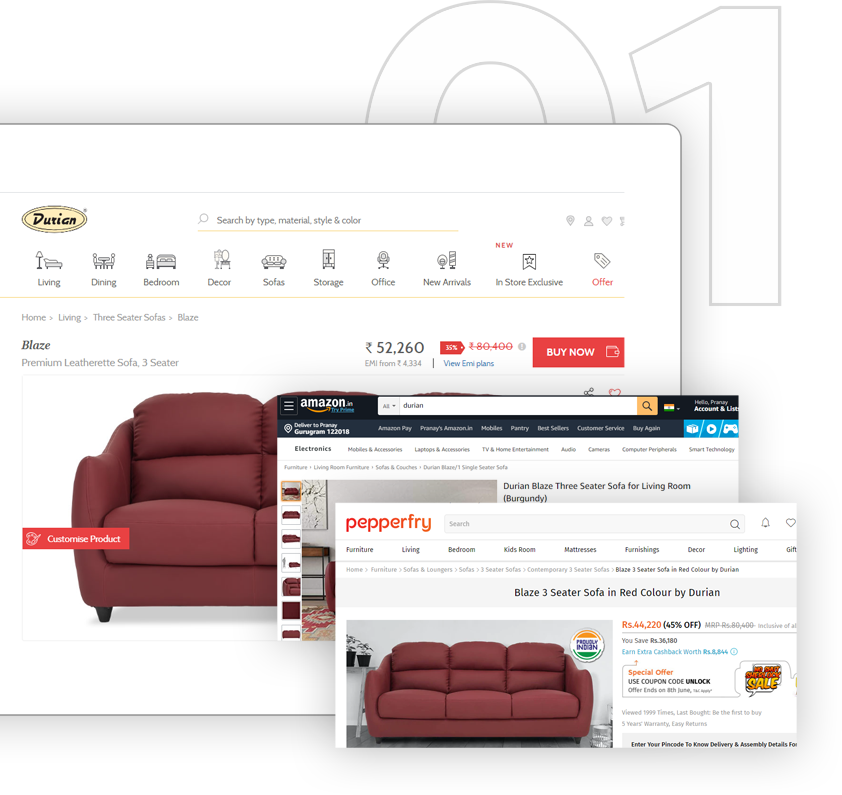 01
Durian
Search by type, material, style & color
NEW
Living Dining Bedroom Decor Sofas Storage Office New Arrivals In Store Exclusive Offer
Home > Living > Three Seater Sofas > Blaze
Blaze
Premium Leatherette Sofa, 3 Seater
₹ 52,260
35%
₹ 80,400
BUY NOW
EMI from ₹ 4,334 | View Emi plans
Customise Product
amazon.in
Try Prime
All
durian
Hello, Pranay
Account & Lists
Deliver to Pranay
Gurugram 122018
Amazon Pay Pranay's Amazon.in Mobiles Pantry Best Sellers Customer Service Buy Again
Electronics Mobiles & Accessories Laptops & Accessories TV & Home Entertainment Audio Cameras Computer Peripherals Smart Technology
Furniture › Living Room Furniture › Sofas & Couches › Durian Blaze/1 Single Seater Sofa
Durian Blaze Three Seater Sofa for Living Room
(Burgundy)
pepperfry
Search
Furniture Living Bedroom Kids Room Mattresses Furnishings Decor Lighting Gift
Home > Furniture > Sofas & Loungers > Sofas > 3 Seater Sofas > Contemporary 3 Seater Sofas > Blaze 3 Seater Sofa in Red Colour by Durian
Blaze 3 Seater Sofa in Red Colour by Durian
PROUDLY
INDIAN
Rs.44,220 (45% OFF) MRP Rs.80,400 Inclusive of al
You Save Rs.36,180
Earn Extra Cashback Worth Rs.8,844
Special Offer
USE COUPON CODE UNLOCK
Offer Ends on 8th June, T&C Apply*
SALE
Viewed 1999 Times, Last Bought: Be the first to buy
5 Years' Warranty, Easy Returns
Enter Your Pincode To Know Delivery & Assembly Details For